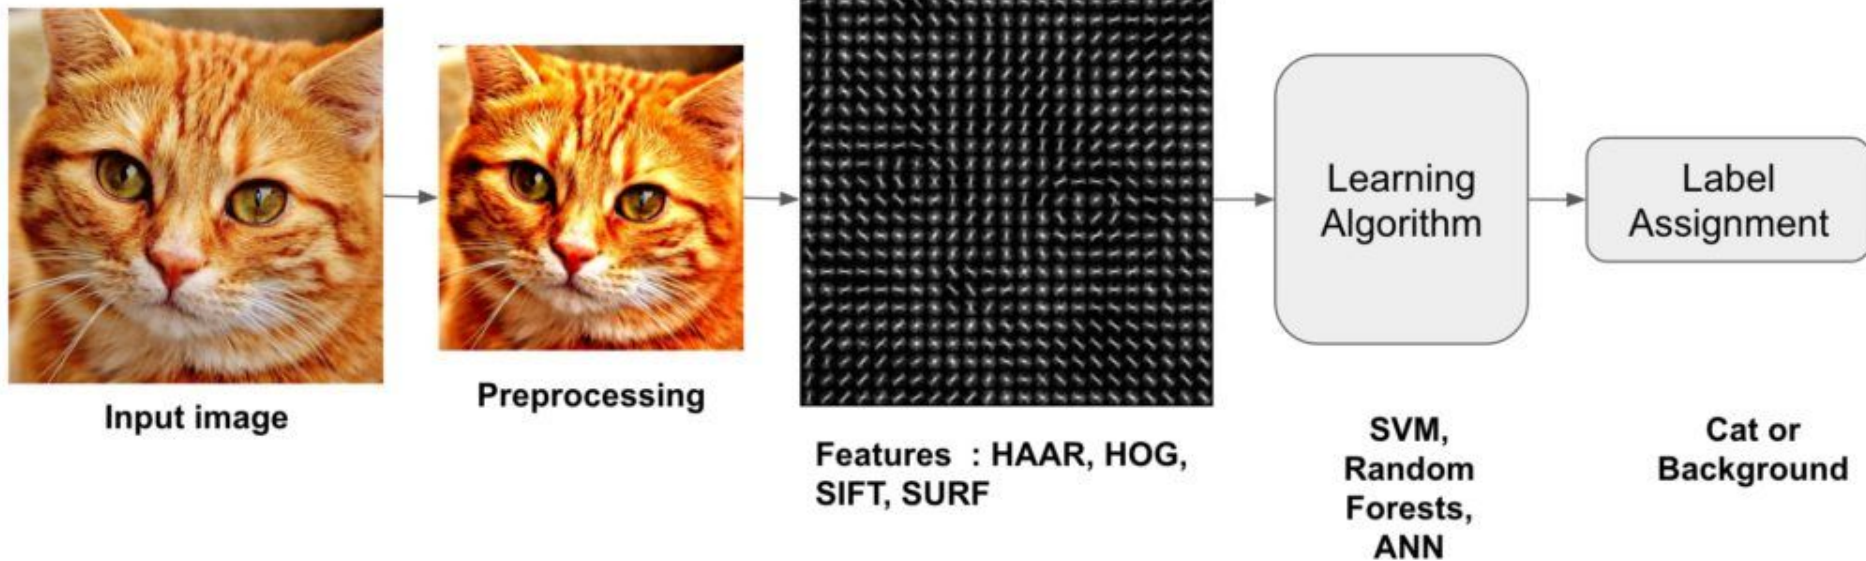 Input image
Preprocessing
Features : HAAR, HOG,
SIFT, SURF
Learning
Algorithm
SVM,
Random
Forests,
ANN
Label
Assignment
Cat or
Background